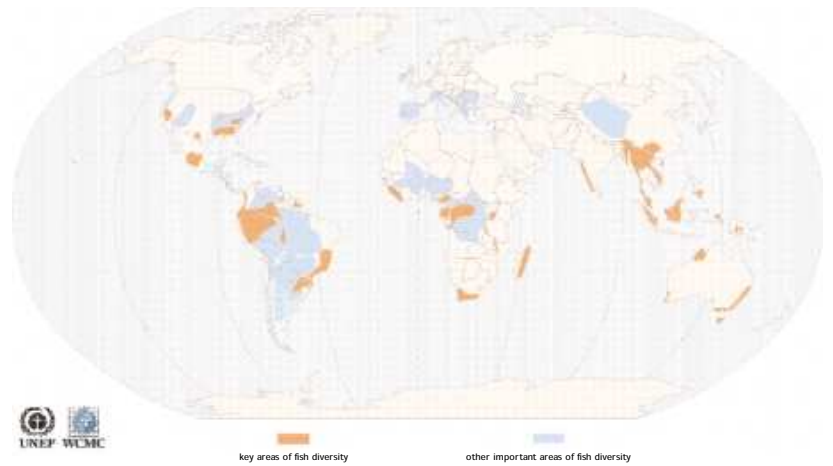 UNEP WCMC
key areas of fish diversity
other important areas of fish diversity